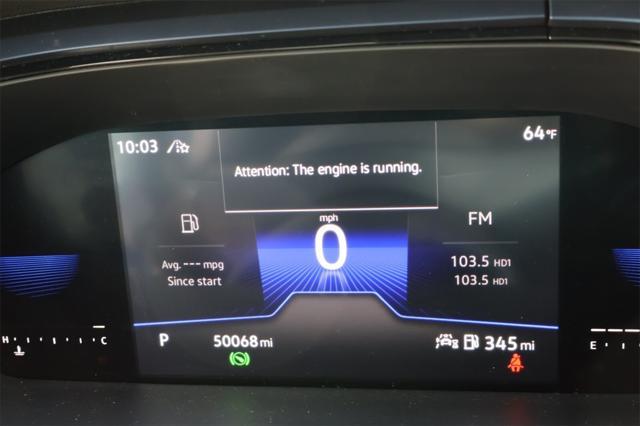 10:03
64°F
Attention: The engine is running.
mph
0
FM
Avg. --- mpg
Since start
103.5 HD1
103.5 HD1
H C
P
50068 mi
345 mi
E